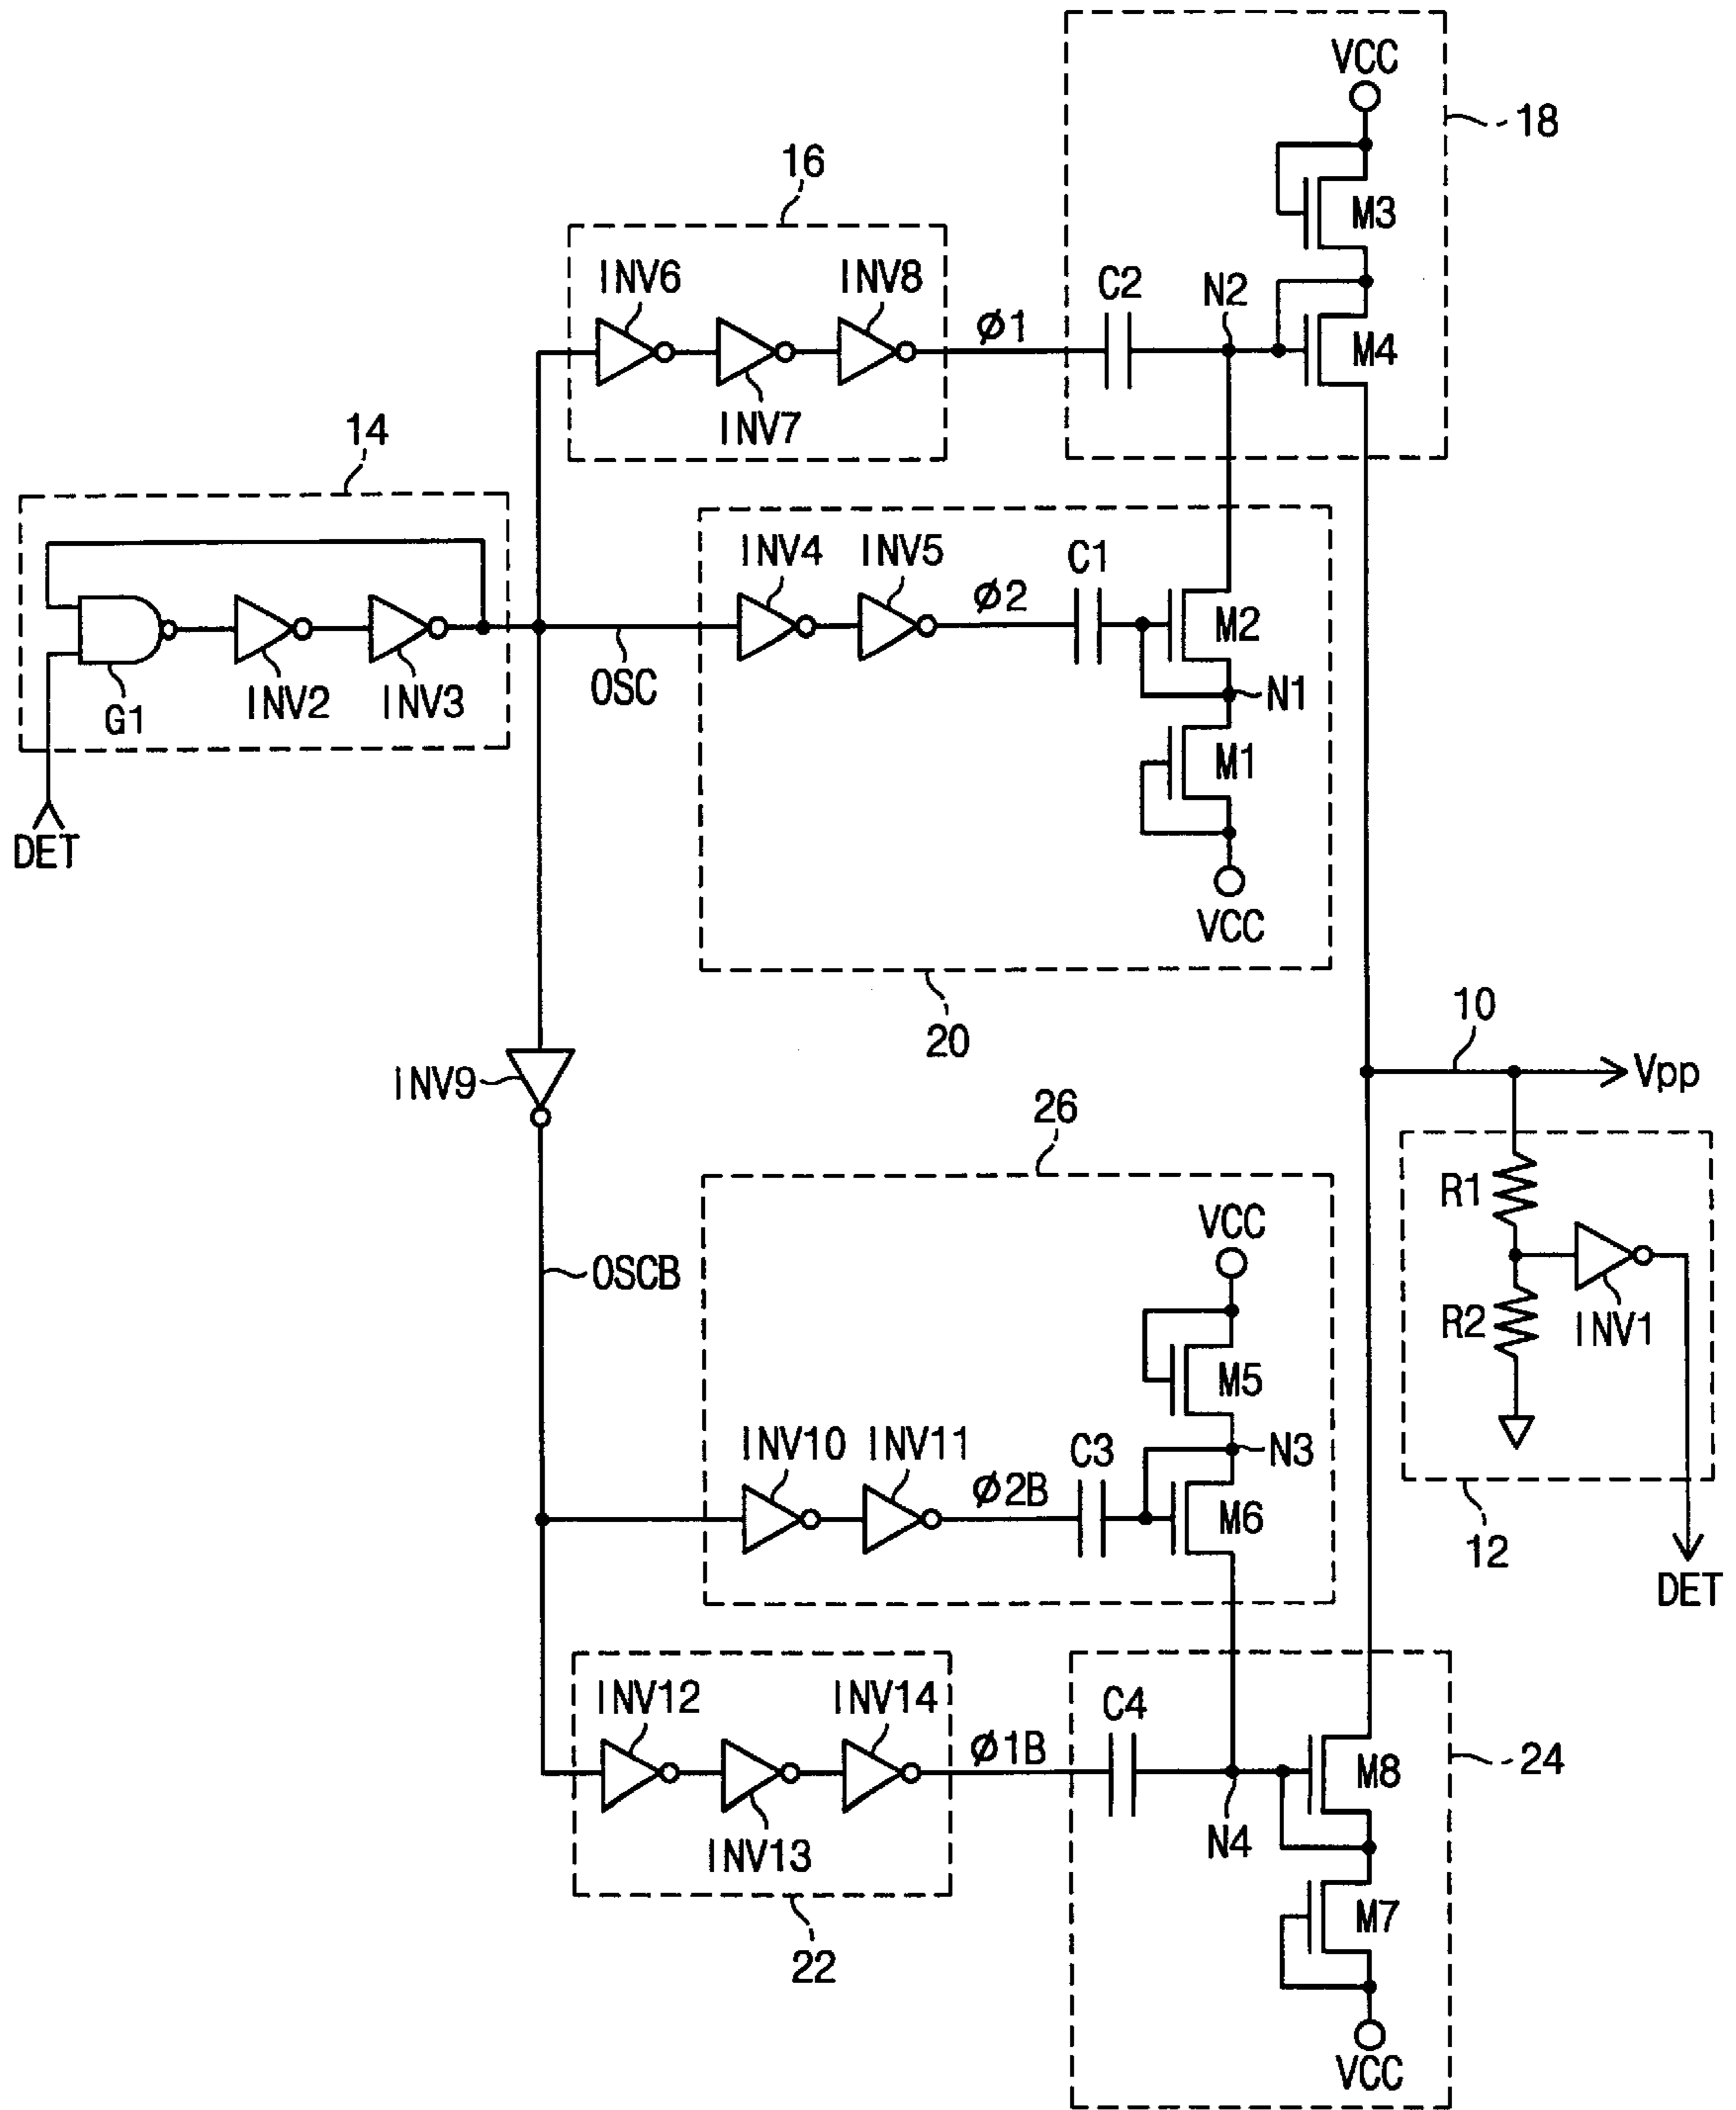 VCC
18
16
M3
INV6
INV8
C2
N2
ø1
M4
INV7
14
INV4
INV5
C1
ø2
M2
OSC
N1
G1
INV2
INV3
M1
DET
VCC
20
10
INV9
Vpp
26
R1
VCC
OSCB
R2
INV1
M5
INV10
INV11
C3
N3
ø2B
M6
12
DET
INV12
INV14
C4
ø1B
24
M8
INV13
N4
M7
22
VCC